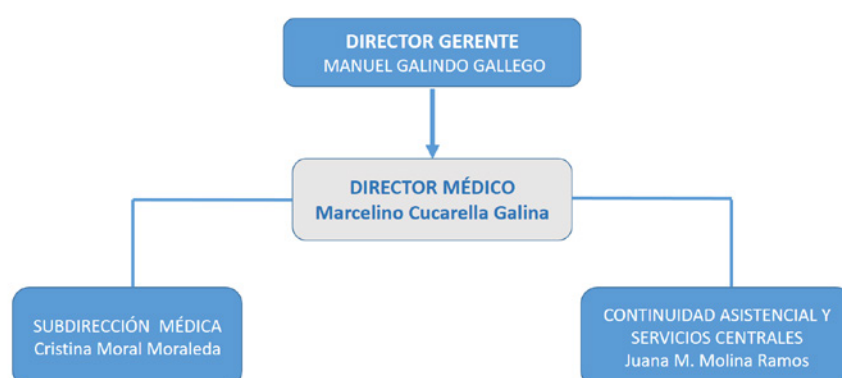 DIRECTOR GERENTE
MANUEL GALINDO GALLEGO
DIRECTOR MÉDICO
Marcelino Cucarella Galina
SUBDIRECCIÓN MÉDICA
Cristina Moral Moraleda
CONTINUIDAD ASISTENCIAL Y
SERVICIOS CENTRALES
Juana M. Molina Ramos